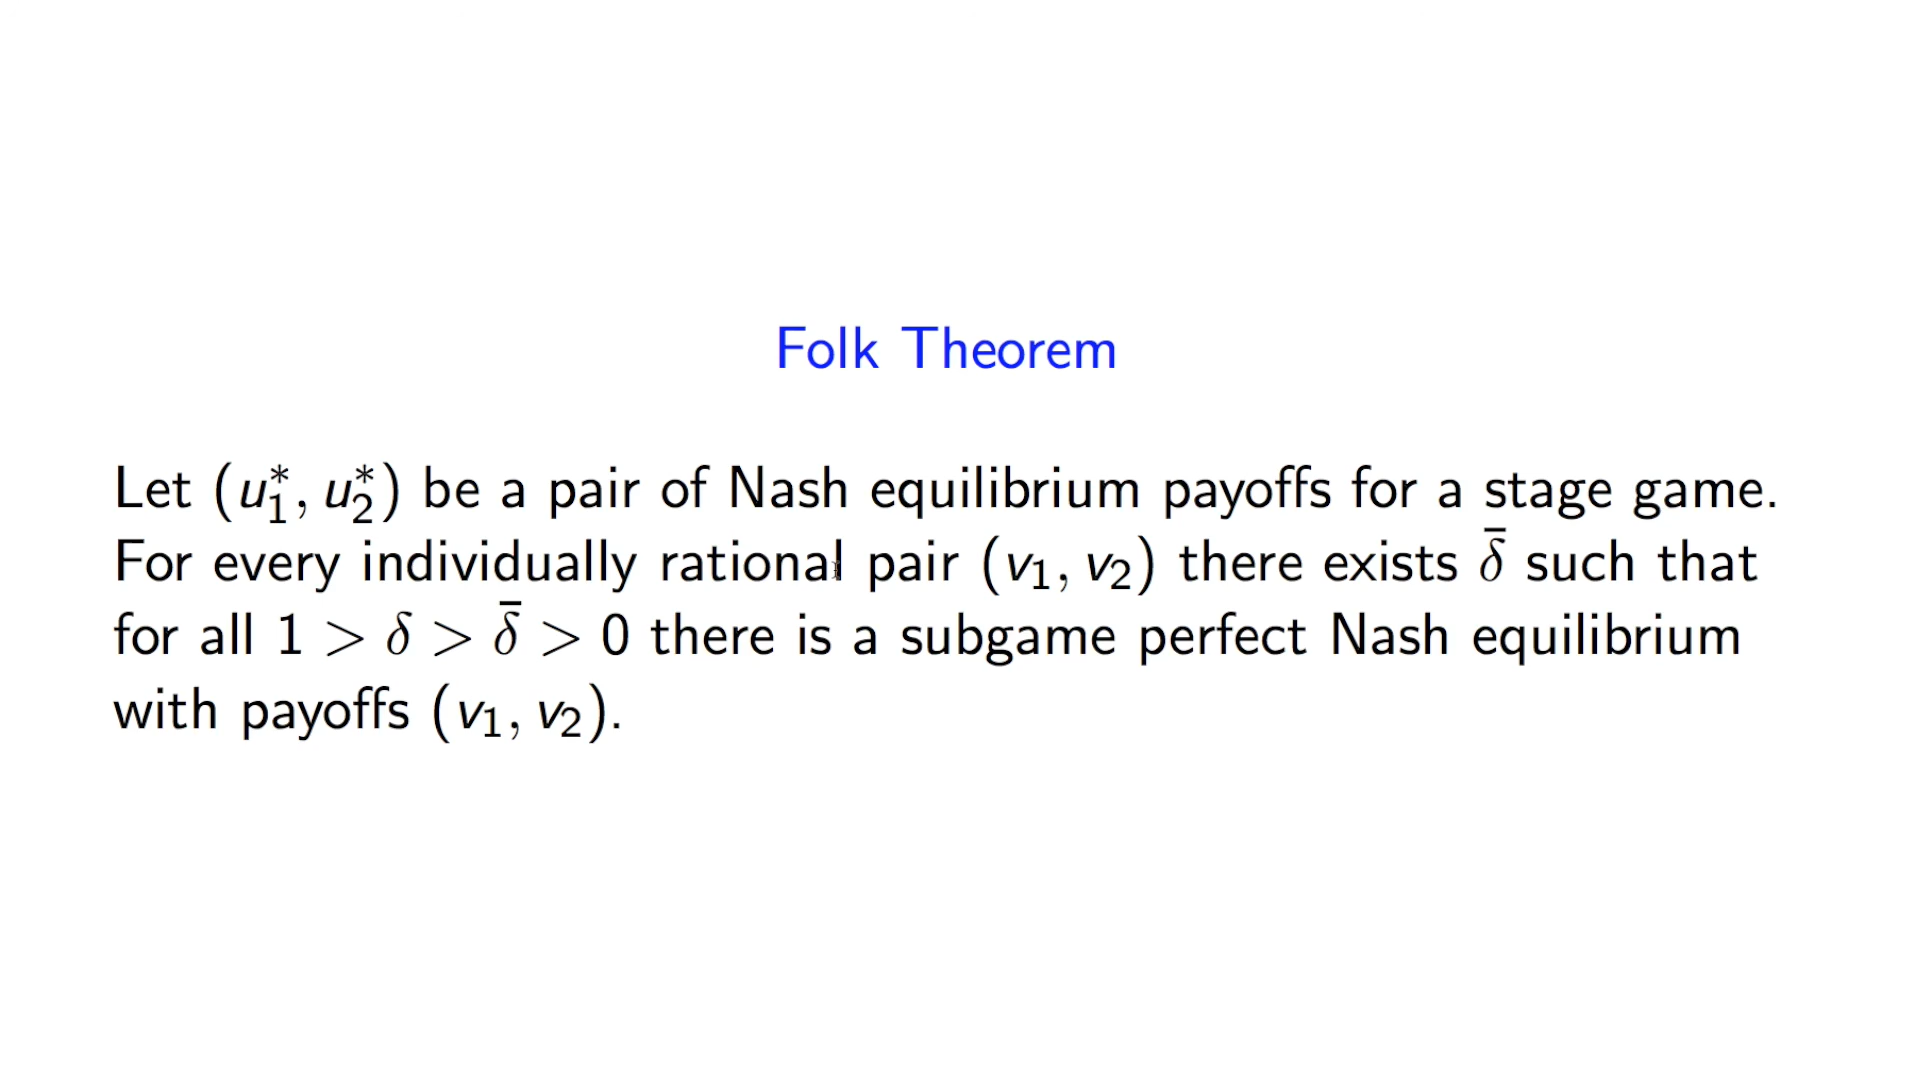 Folk Theorem
Let (u₁*, u₂*) be a pair of Nash equilibrium payoffs for a stage game.
For every individually rational pair (v₁, v₂) there exists δ̄ such that
for all 1 > δ > δ̄ > 0 there is a subgame perfect Nash equilibrium
with payoffs (v₁, v₂).